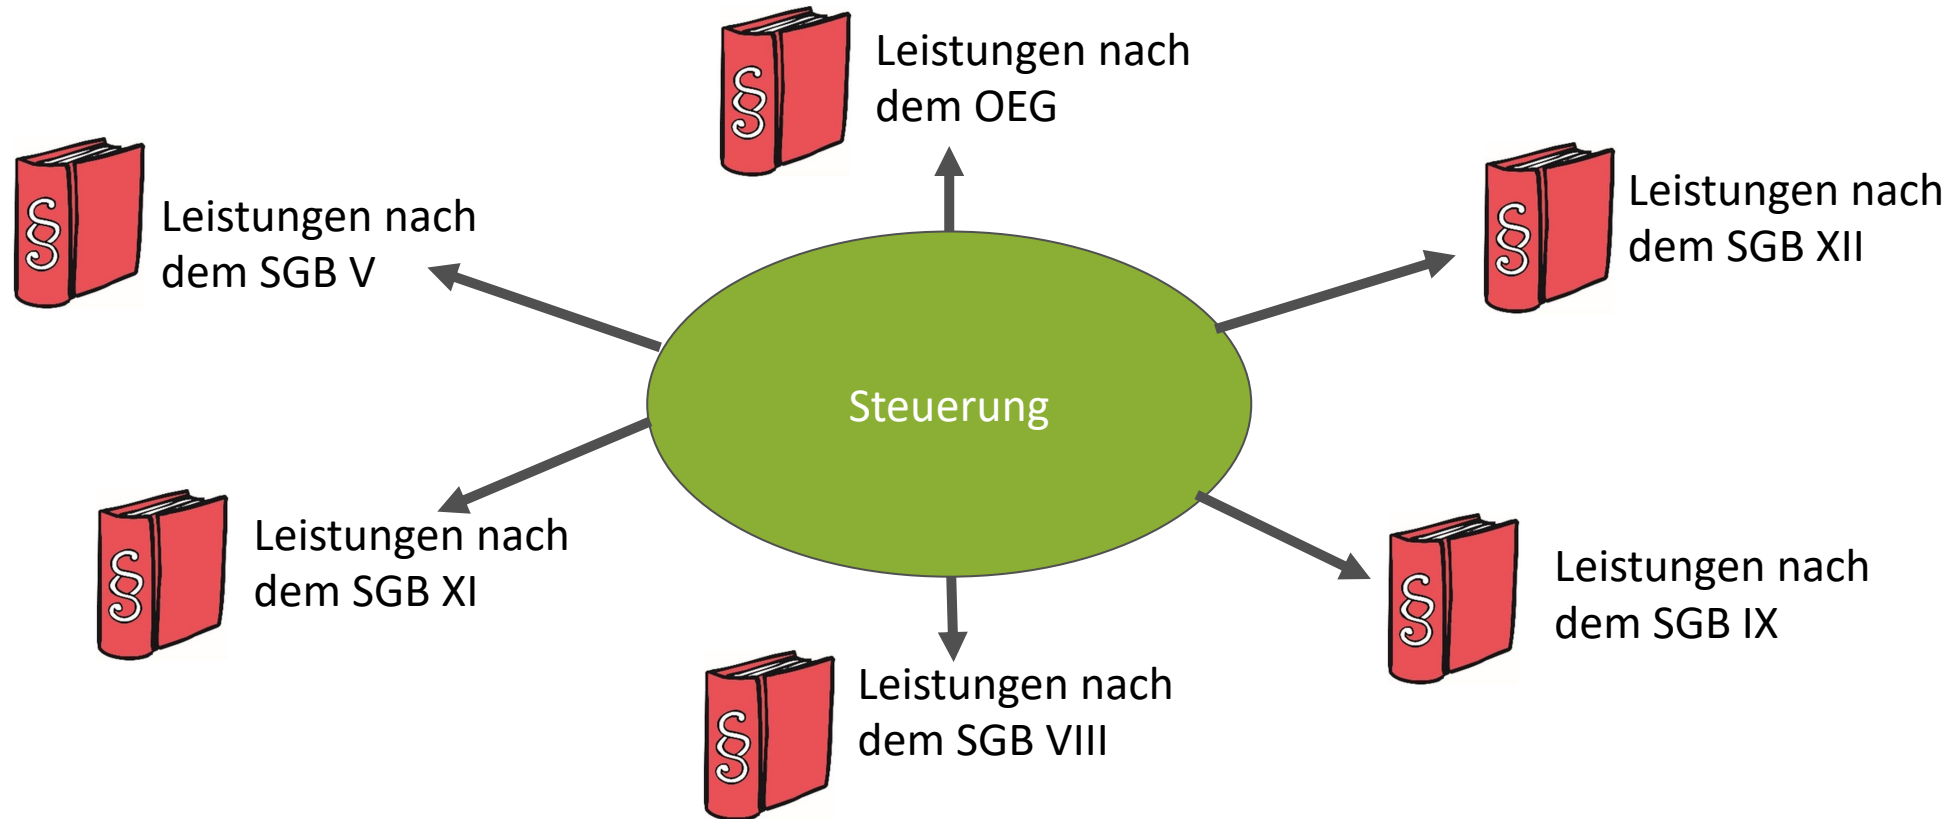 Leistungen nach
dem OEG
Leistungen nach
dem SGB V
Leistungen nach
dem SGB XII
Steuerung
Leistungen nach
dem SGB XI
Leistungen nach
dem SGB IX
Leistungen nach
dem SGB VIII
§
§
§
§
§
§